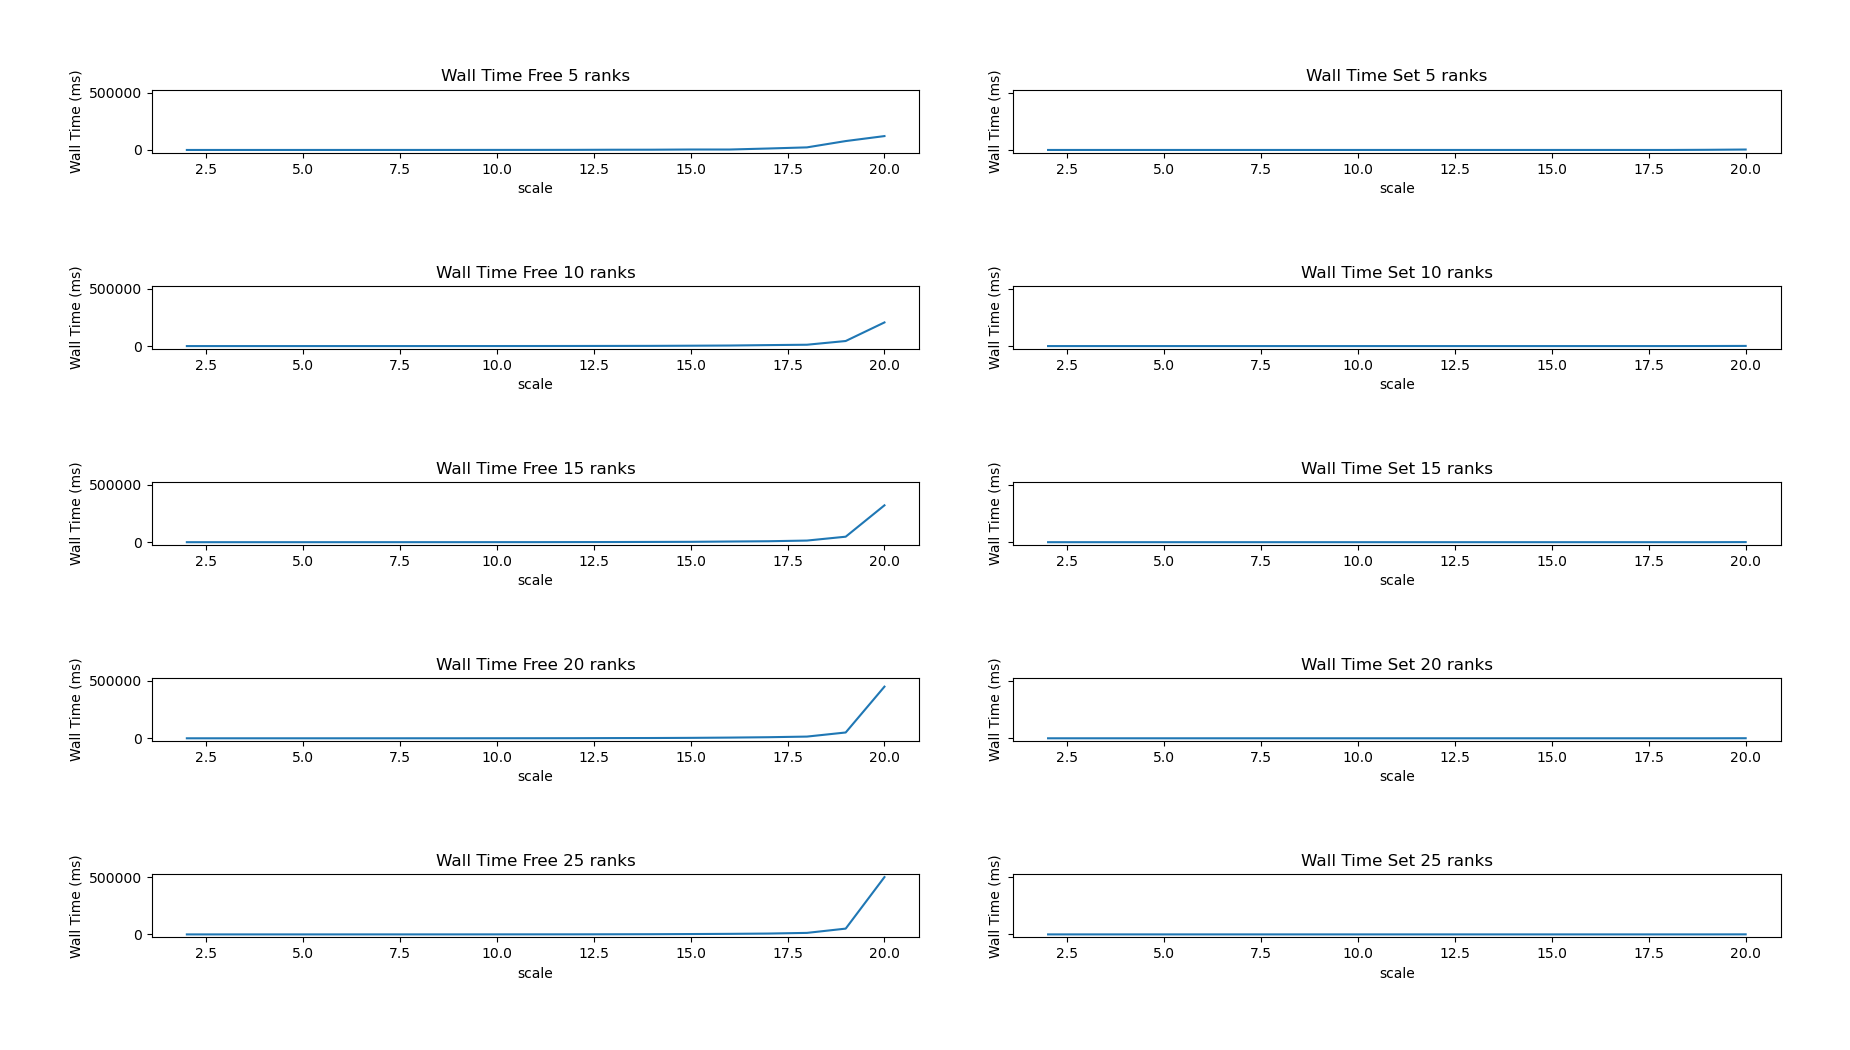 Wall Time Free 5 ranks
Wall Time (ms)
500000
0
2.5 5.0 7.5 10.0 12.5 15.0 17.5 20.0
scale
Wall Time Set 5 ranks
Wall Time (ms)
2.5 5.0 7.5 10.0 12.5 15.0 17.5 20.0
scale
Wall Time Free 10 ranks
Wall Time (ms)
500000
0
2.5 5.0 7.5 10.0 12.5 15.0 17.5 20.0
scale
Wall Time Set 10 ranks
Wall Time (ms)
2.5 5.0 7.5 10.0 12.5 15.0 17.5 20.0
scale
Wall Time Free 15 ranks
Wall Time (ms)
500000
0
2.5 5.0 7.5 10.0 12.5 15.0 17.5 20.0
scale
Wall Time Set 15 ranks
Wall Time (ms)
2.5 5.0 7.5 10.0 12.5 15.0 17.5 20.0
scale
Wall Time Free 20 ranks
Wall Time (ms)
500000
0
2.5 5.0 7.5 10.0 12.5 15.0 17.5 20.0
scale
Wall Time Set 20 ranks
Wall Time (ms)
2.5 5.0 7.5 10.0 12.5 15.0 17.5 20.0
scale
Wall Time Free 25 ranks
Wall Time (ms)
500000
0
2.5 5.0 7.5 10.0 12.5 15.0 17.5 20.0
scale
Wall Time Set 25 ranks
Wall Time (ms)
2.5 5.0 7.5 10.0 12.5 15.0 17.5 20.0
scale